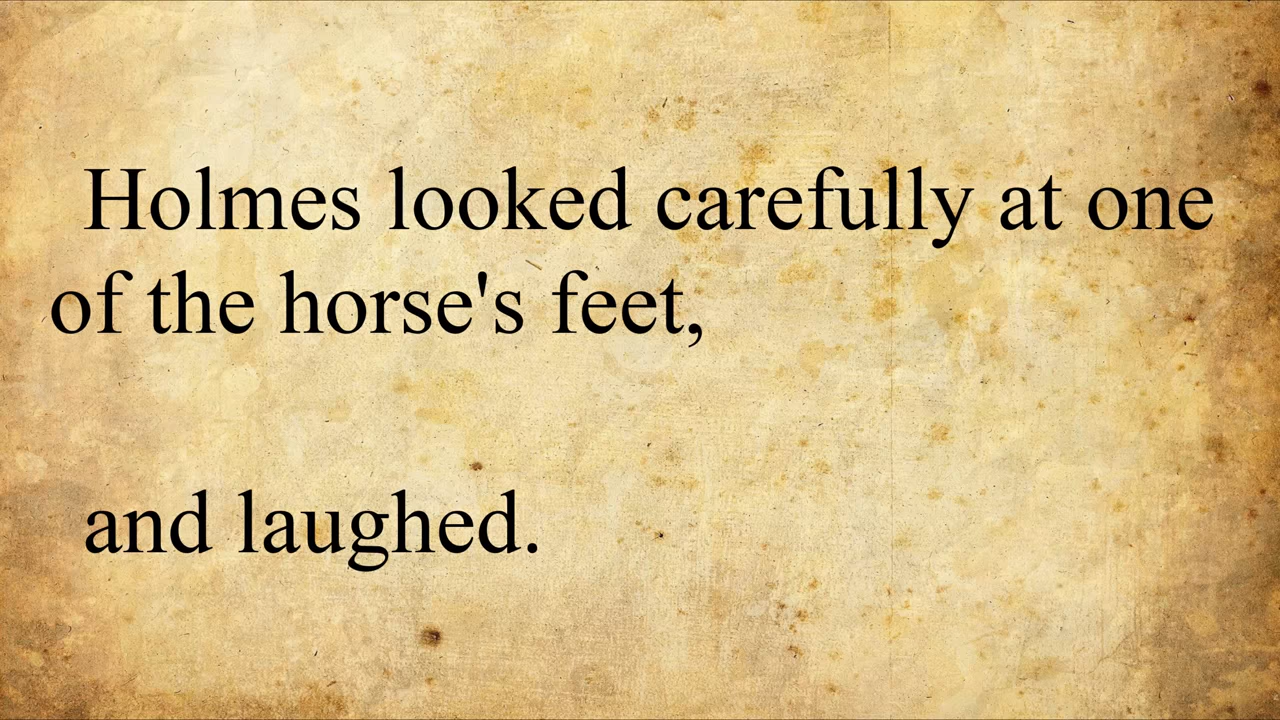 Holmes looked carefully at one
of the horse's feet,
and laughed.